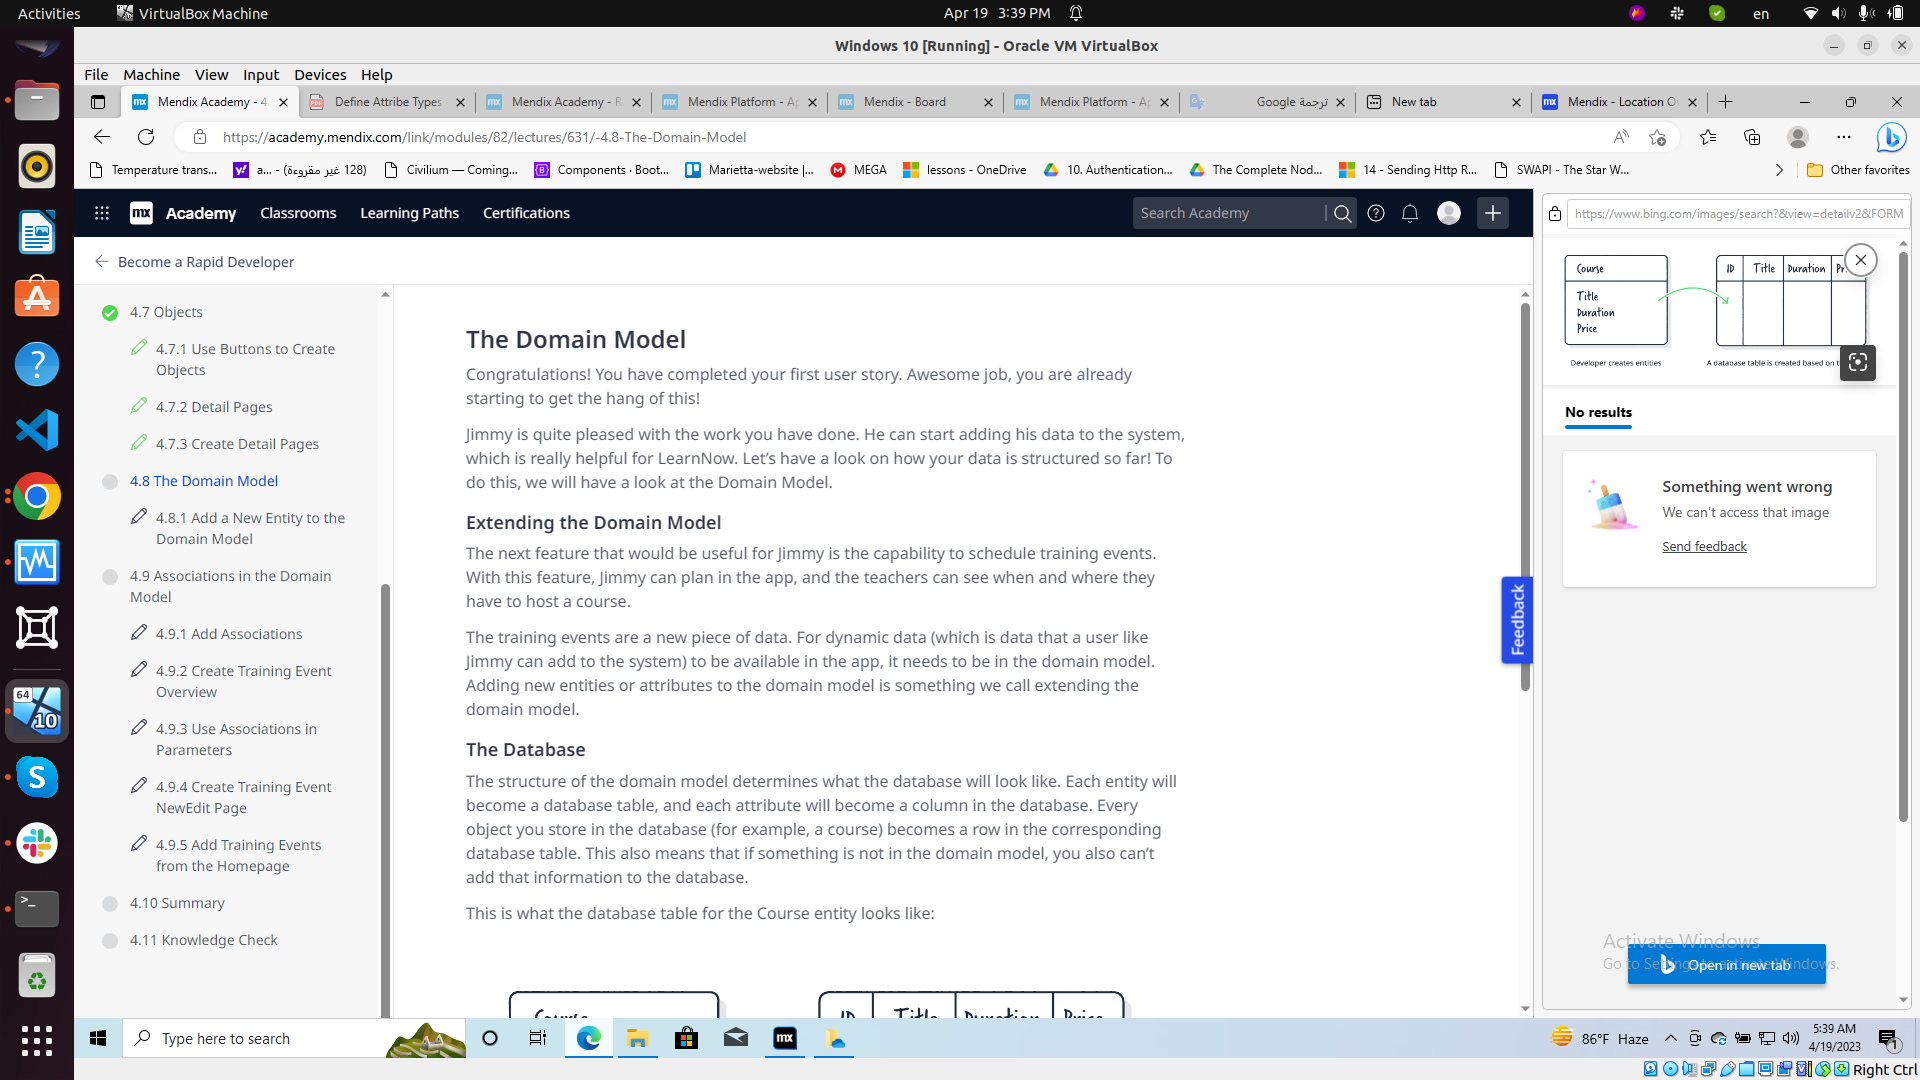 Activities
VirtualBox Machine
Apr 19 3:39 PM
en
Windows 10 [Running] - Oracle VM VirtualBox
File Machine View Input Devices Help
Mendix Academy - 4.
Define Attribe Types
Mendix Academy - R
Mendix Platform - Ap
Mendix - Board
Mendix Platform - Ap
ترجمة Google
New tab
Mendix - Location O
https://academy.mendix.com/link/modules/82/lectures/631/-4.8-The-Domain-Model
Temperature trans...
(128 غير مقروءة) - a...
Civilium — Coming...
Components · Boot...
Marietta-website |...
MEGA
lessons - OneDrive
10. Authentication...
The Complete Nod...
14 - Sending Http R...
SWAPI - The Star W...
Other favorites
mx Academy
Classrooms
Learning Paths
Certifications
Search Academy
Become a Rapid Developer
4.7 Objects
4.7.1 Use Buttons to Create
Objects
4.7.2 Detail Pages
4.7.3 Create Detail Pages
4.8 The Domain Model
4.8.1 Add a New Entity to the
Domain Model
4.9 Associations in the Domain
Model
4.9.1 Add Associations
4.9.2 Create Training Event
Overview
4.9.3 Use Associations in
Parameters
4.9.4 Create Training Event
NewEdit Page
4.9.5 Add Training Events
from the Homepage
4.10 Summary
4.11 Knowledge Check
The Domain Model
Congratulations! You have completed your first user story. Awesome job, you are already
starting to get the hang of this!
Jimmy is quite pleased with the work you have done. He can start adding his data to the system,
which is really helpful for LearnNow. Let's have a look on how your data is structured so far! To
do this, we will have a look at the Domain Model.
Extending the Domain Model
The next feature that would be useful for Jimmy is the capability to schedule training events.
With this feature, Jimmy can plan in the app, and the teachers can see when and where they
have to host a course.
The training events are a new piece of data. For dynamic data (which is data that a user like
Jimmy can add to the system) to be available in the app, it needs to be in the domain model.
Adding new entities or attributes to the domain model is something we call extending the
domain model.
The Database
The structure of the domain model determines what the database will look like. Each entity will
become a database table, and each attribute will become a column in the database. Every
object you store in the database (for example, a course) becomes a row in the corresponding
database table. This also means that if something is not in the domain model, you also can't
add that information to the database.
This is what the database table for the Course entity looks like:
Course
ID Title Duration Price
Feedback
https://www.bing.com/images/search?&view=detailv2&FORM
Course
Title
Duration
Price
ID Title Duration Pr
Developer creates entities
A database table is created based on t
No results
Something went wrong
We can't access that image
Send feedback
Activate Windows
Go to Settings to activate Windows.
Open in new tab
Type here to search
86°F Haze
5:39 AM
4/19/2023
1
Right Ctrl
64
10